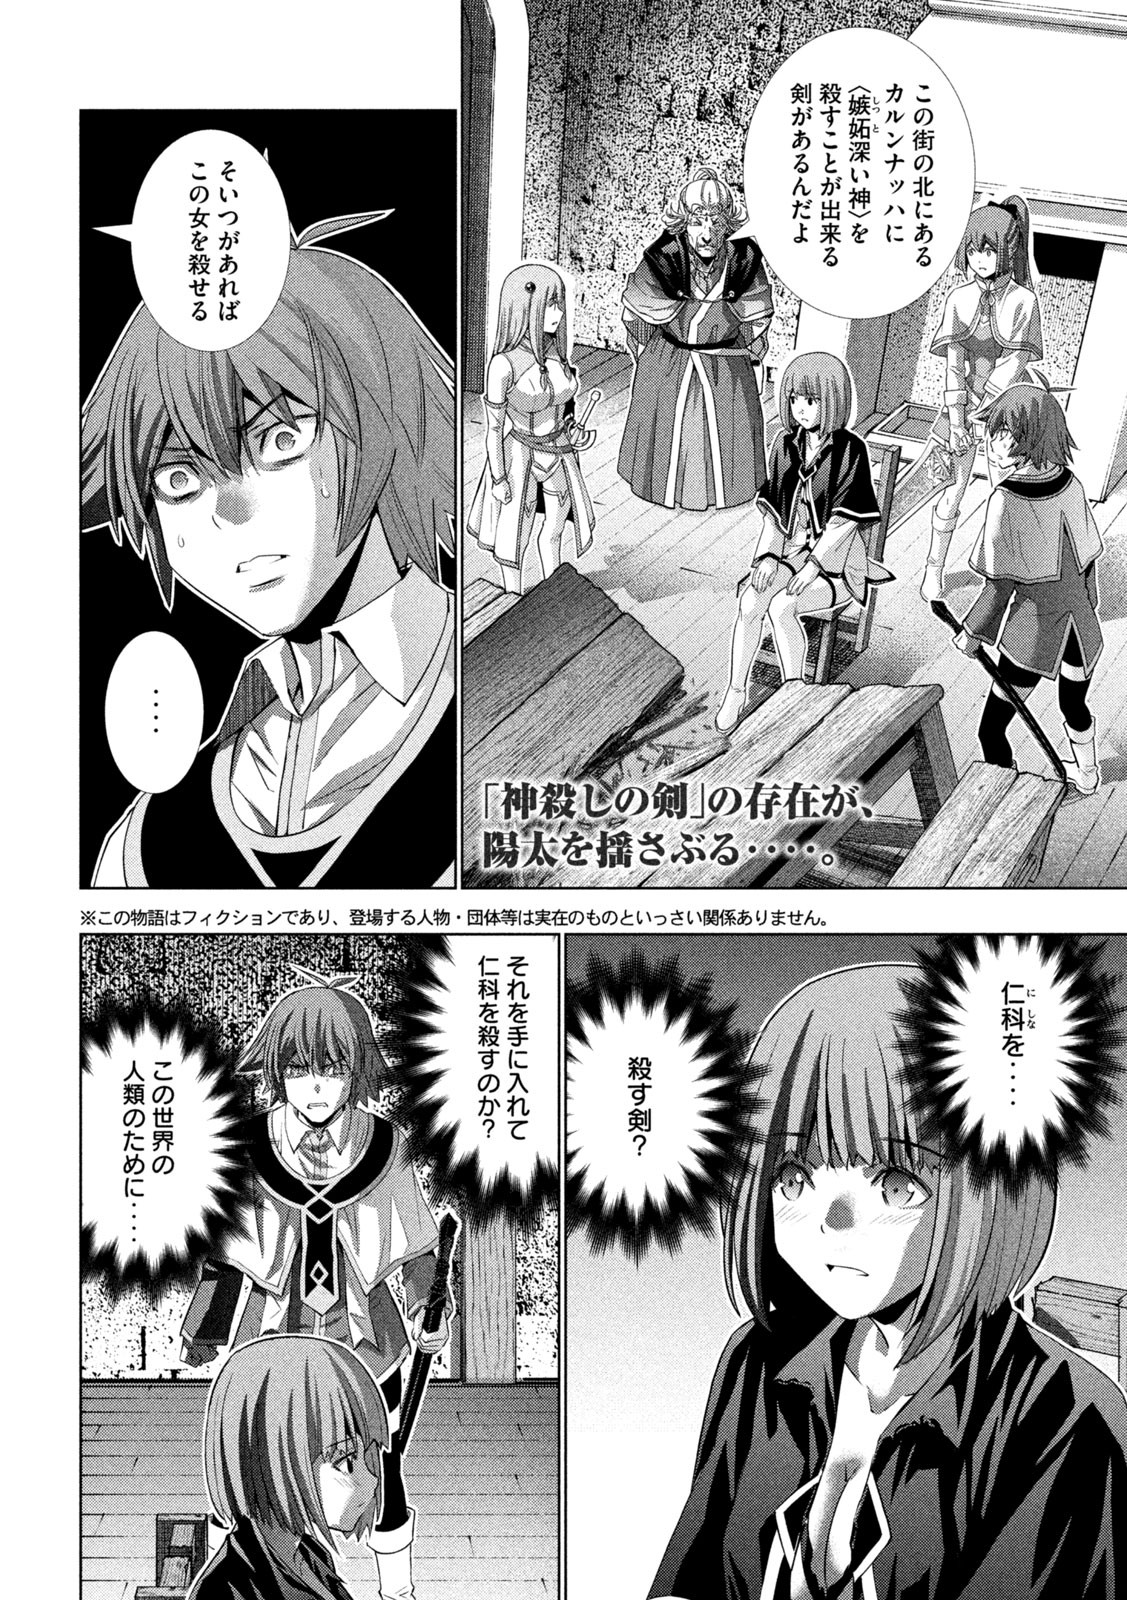 この街の北にある
カルンナッハに
〈嫉妬深い神〉を
しっと
殺すことが出来る
剣があるんだよ
「神殺しの剣」の存在が、
陽太を揺さぶる‥‥。
そいつがあれば
この女を殺せる
‥‥
※この物語はフィクションであり、登場する人物・団体等は実在のものといっさい関係ありません。
仁科を‥‥
にしな
殺す剣？
それを手に入れて
仁科を殺すのか？
この世界の
人類のために‥‥